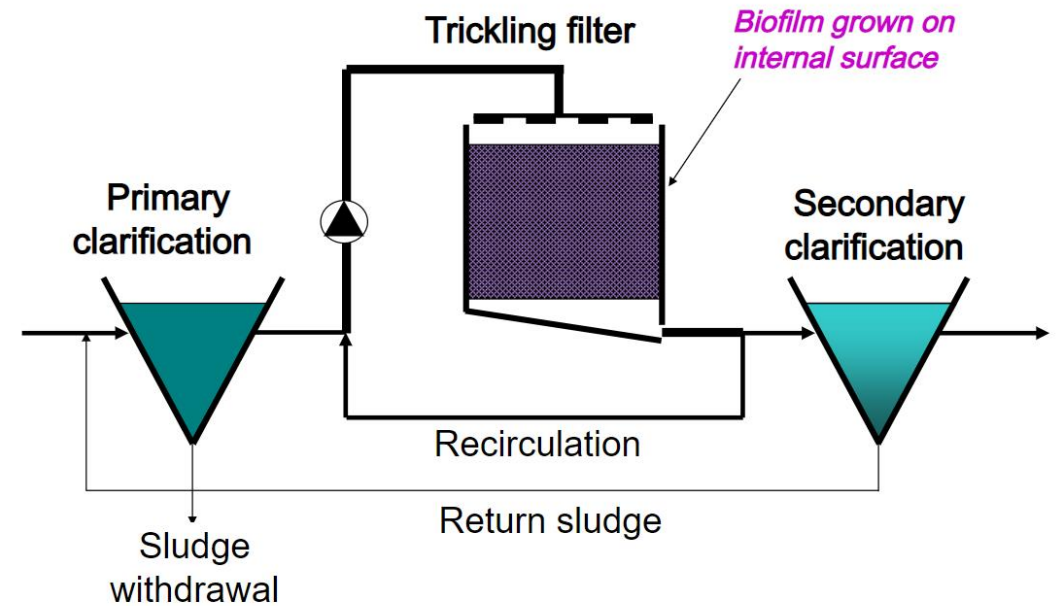 Trickling filter
Biofilm grown on
internal surface
Primary
clarification
Secondary
clarification
Recirculation
Return sludge
Sludge
withdrawal